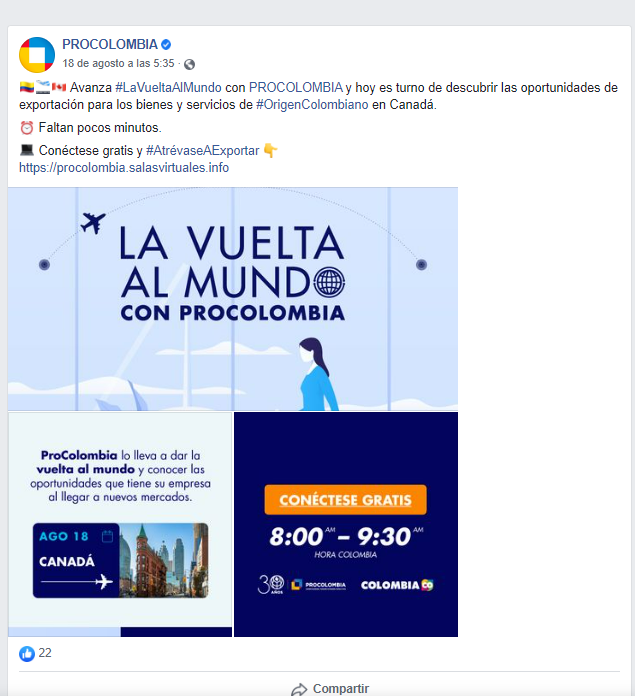 PROCOLOMBIA
18 de agosto a las 5:35 ·
Avanza #LaVueltaAlMundo con PROCOLOMBIA y hoy es turno de descubrir las oportunidades de
exportación para los bienes y servicios de #OrigenColombiano en Canadá.
Faltan pocos minutos.
Conéctese gratis y #AtrévaseAExportar
https://procolombia.salasvirtuales.info
LA VUELTA
AL MUNDO
CON PROCOLOMBIA
ProColombia lo lleva a dar la
vuelta al mundo y conocer las
oportunidades que tiene su empresa
al llegar a nuevos mercados.
AGO 18
CANADÁ
CONÉCTESE GRATIS
8:00 AM – 9:30 AM
HORA COLOMBIA
30 AÑOS PROCOLOMBIA COLOMBIA CO
22
Compartir